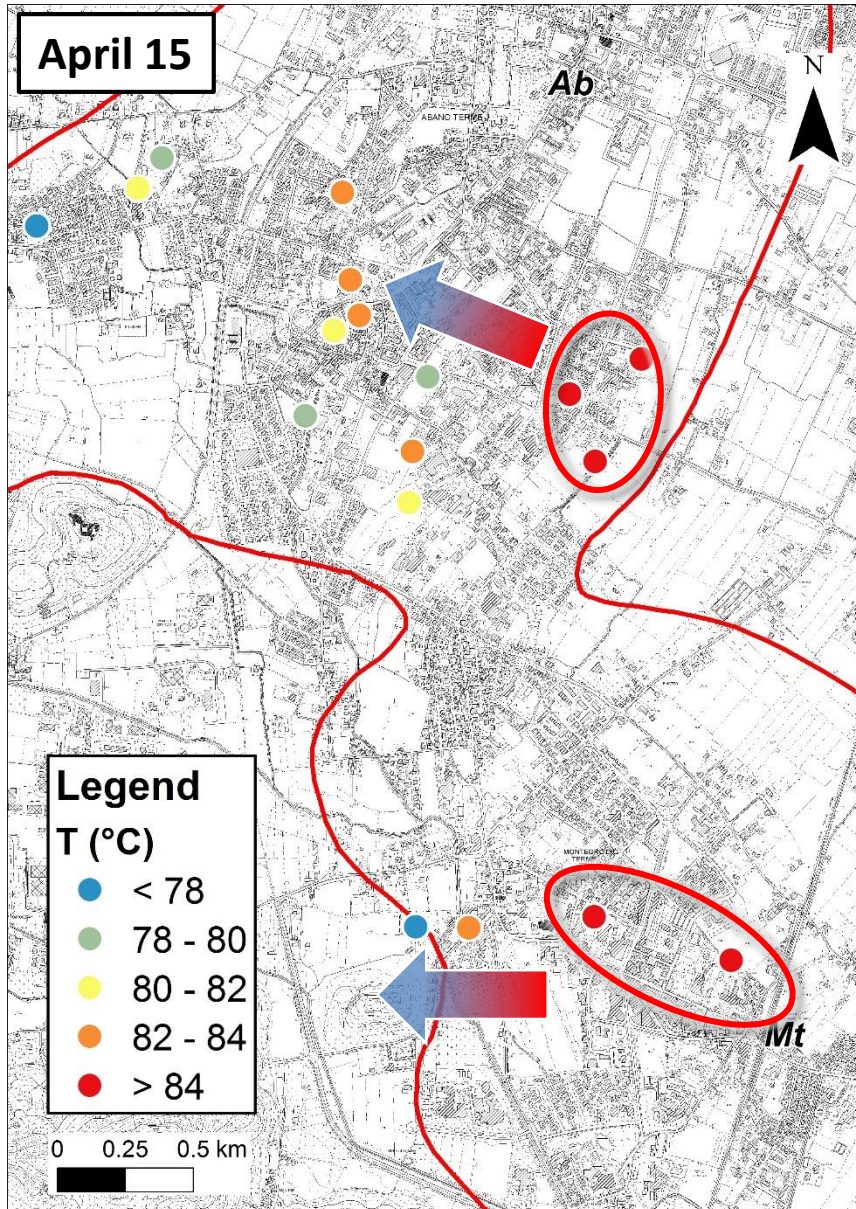 April 15
Ab
N
ABANO TERME
MONTEGROTTO
TERME
Mt
Legend
T (°C)
< 78
78 - 80
80 - 82
82 - 84
> 84
0 0.25 0.5 km